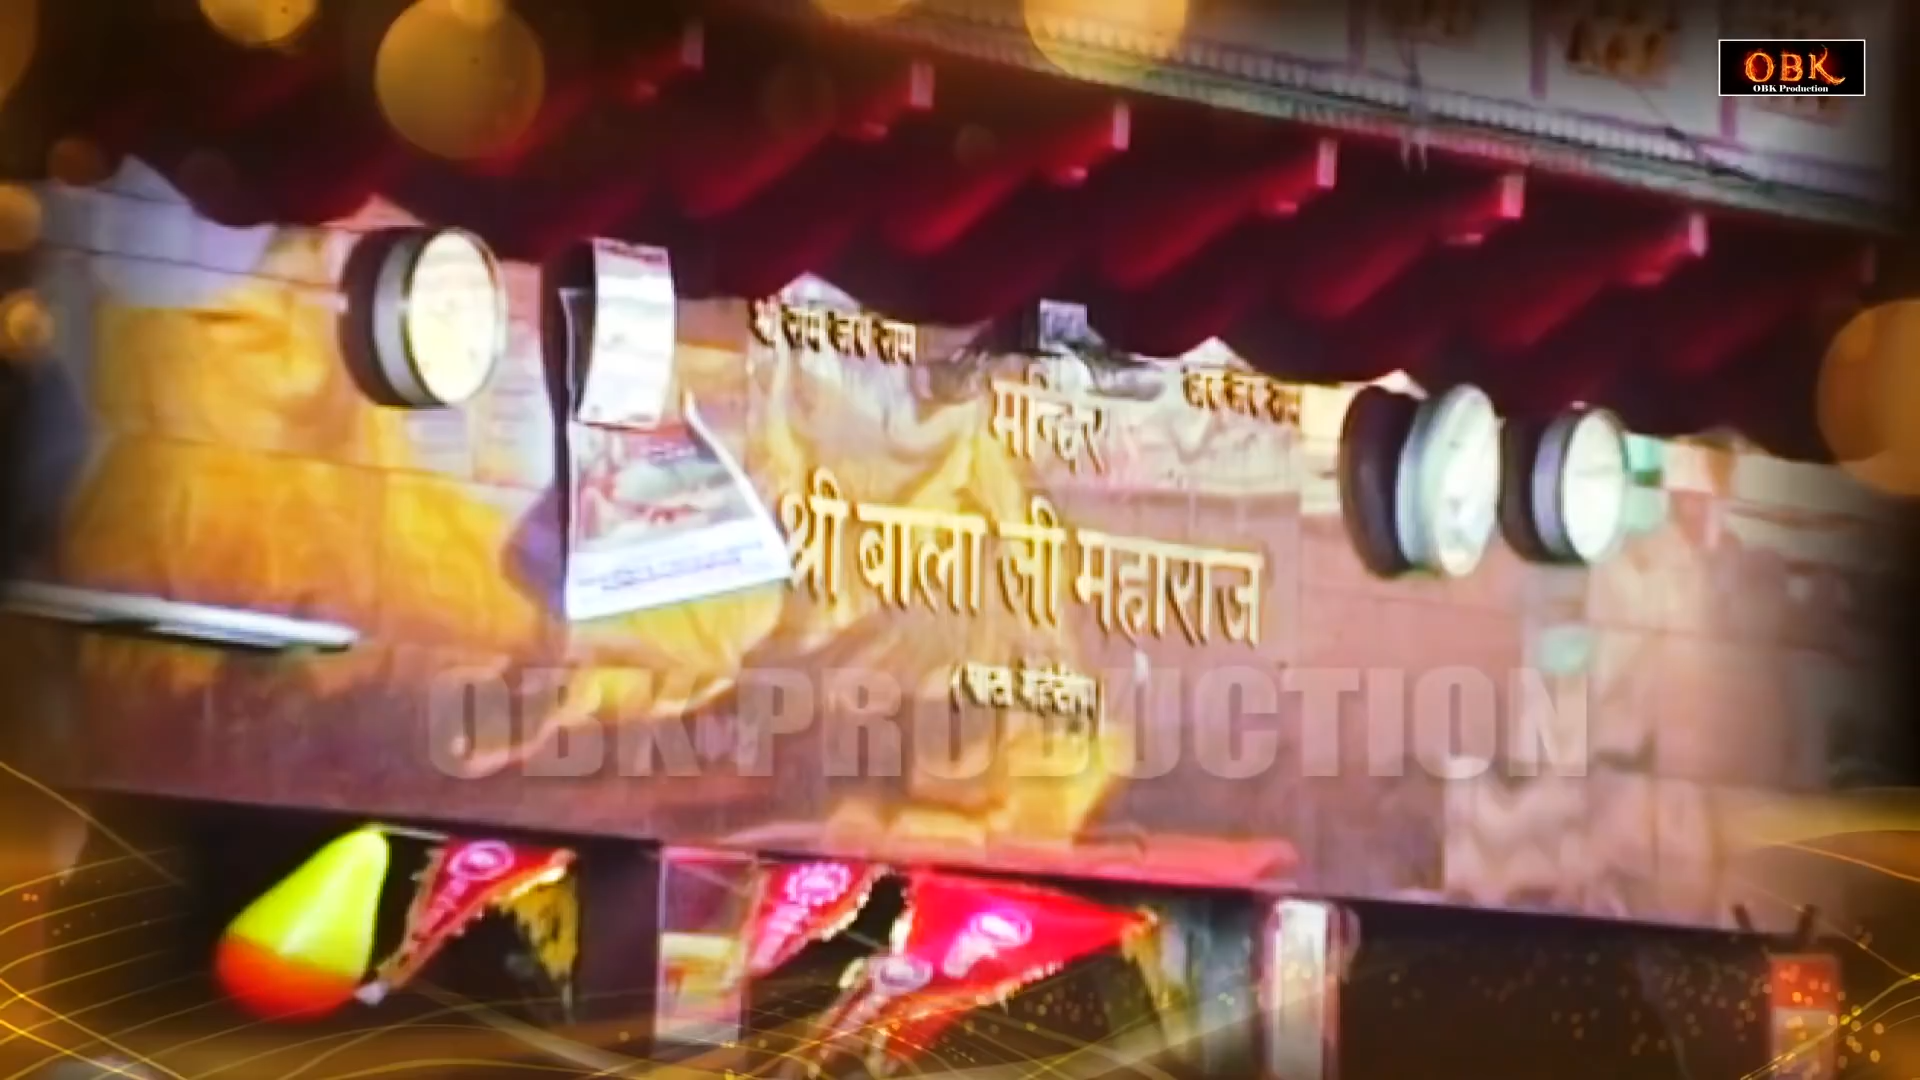 OBK
OBK Production
श्री राम जय राम
मन्दिर
जय जय राम
श्री बाला जी महाराज
OBK PRODUCTION